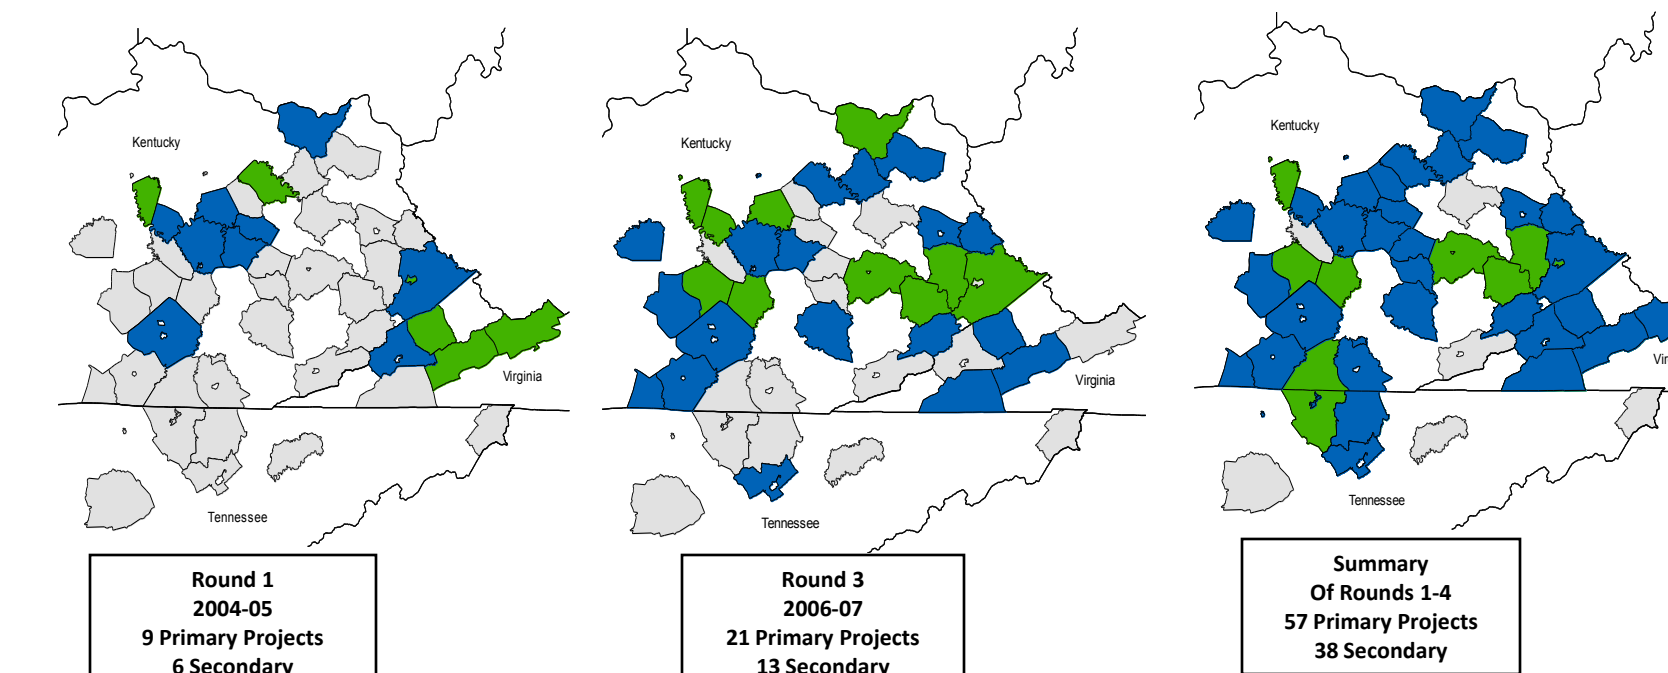 Kentucky
Virginia
Tennessee
Round 1
2004-05
9 Primary Projects
6 Secondary
Kentucky
Virginia
Tennessee
Round 3
2006-07
21 Primary Projects
13 Secondary
Kentucky
Vir
Tennessee
Summary
Of Rounds 1-4
57 Primary Projects
38 Secondary